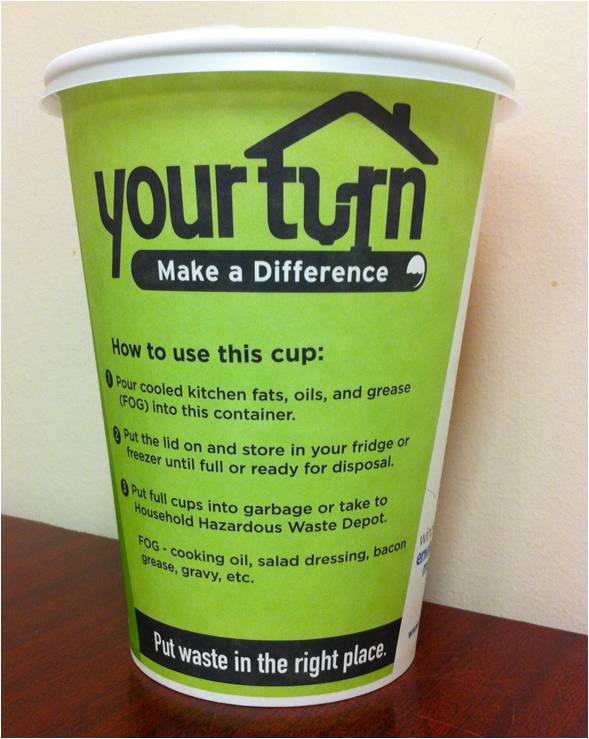 your turn
Make a Difference
How to use this cup:
1 Pour cooled kitchen fats, oils, and grease
(FOG) into this container.
2 Put the lid on and store in your fridge or
freezer until full or ready for disposal.
3 Put full cups into garbage or take to
Household Hazardous Waste Depot.
FOG - cooking oil, salad dressing, bacon
grease, gravy, etc.
Put waste in the right place.